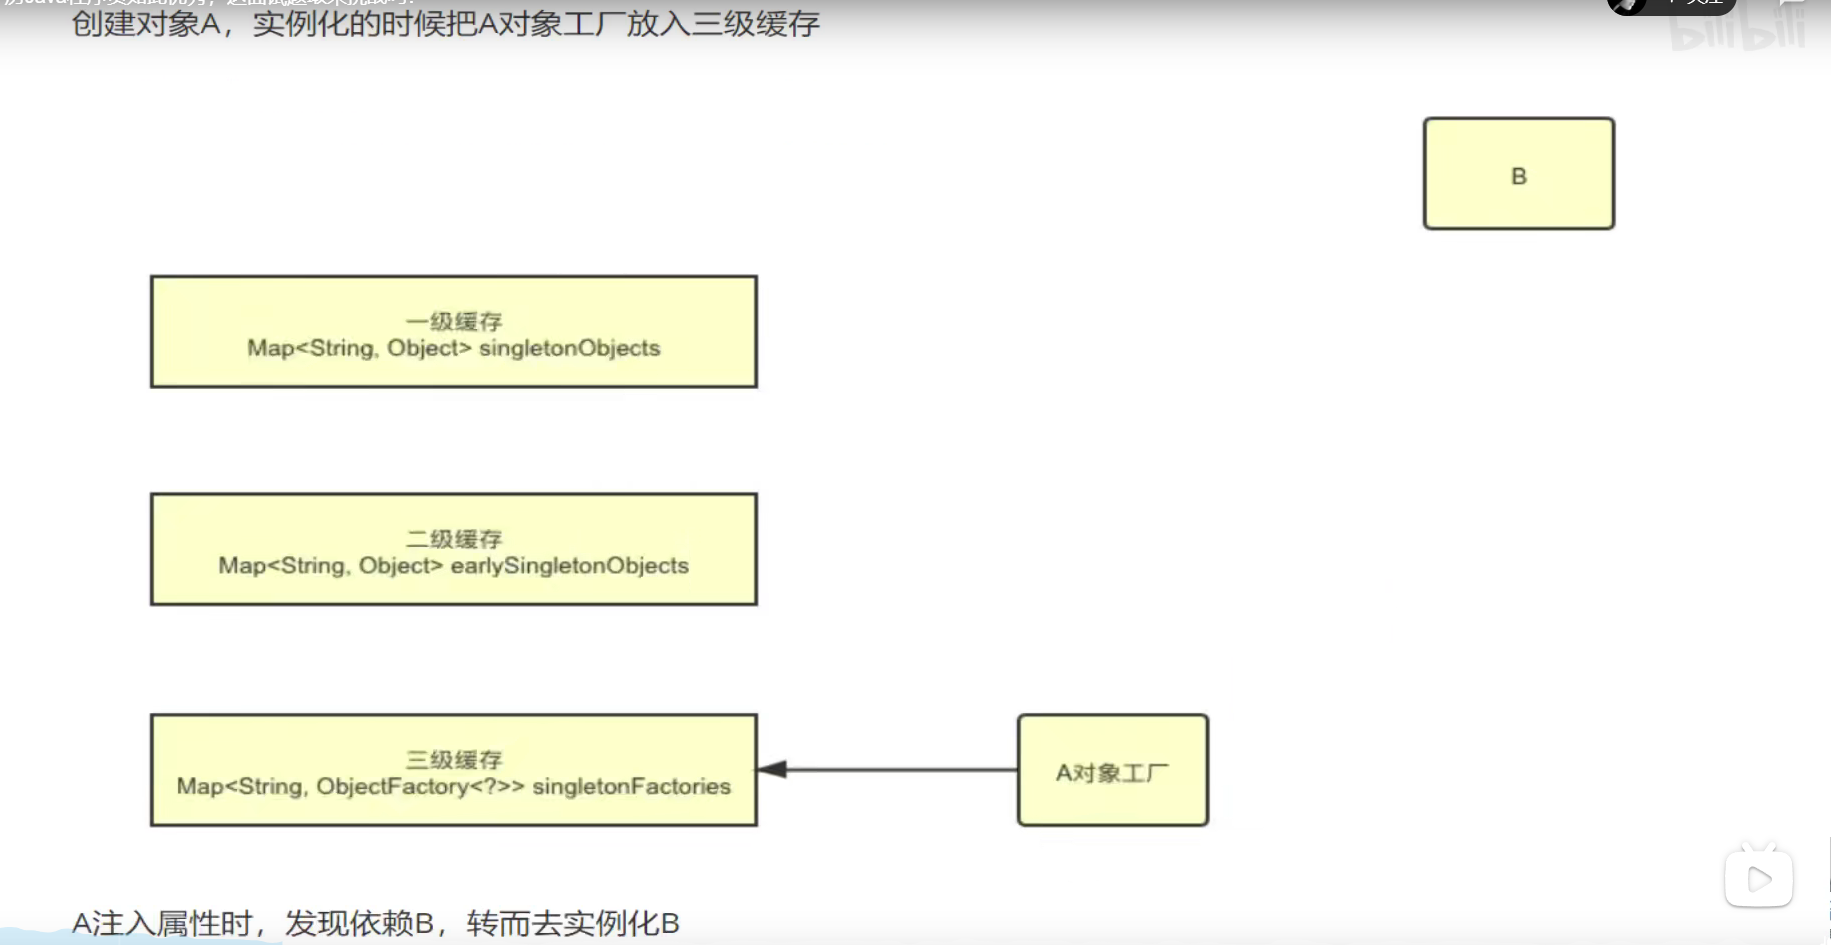 创建对象A，实例化的时候把A对象工厂放入三级缓存
bilibili
B
一级缓存
Map<String, Object> singletonObjects
二级缓存
Map<String, Object> earlySingletonObjects
三级缓存
Map<String, ObjectFactory<?>> singletonFactories
A对象工厂
A注入属性时，发现依赖B，转而去实例化B